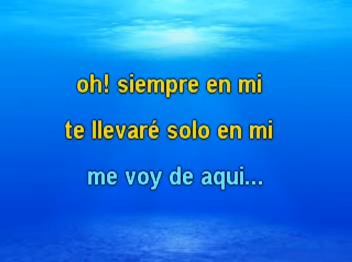 oh! siempre en mi
te llevaré solo en mi
me voy de aqui...